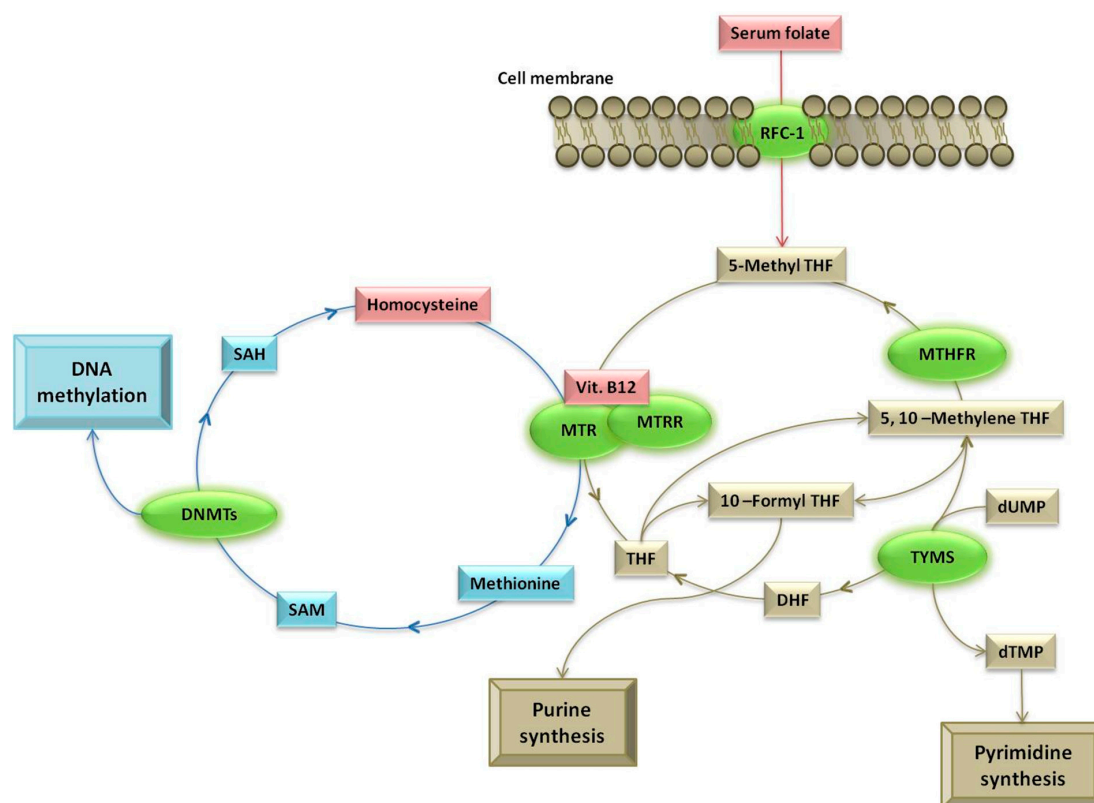 Serum folate
Cell membrane
RFC-1
5-Methyl THF
Homocysteine
SAH
MTHFR
DNA
methylation
Vit. B12
MTR
MTRR
5, 10 –Methylene THF
10 –Formyl THF
dUMP
DNMTs
TYMS
THF
Methionine
DHF
SAM
dTMP
Purine
synthesis
Pyrimidine
synthesis